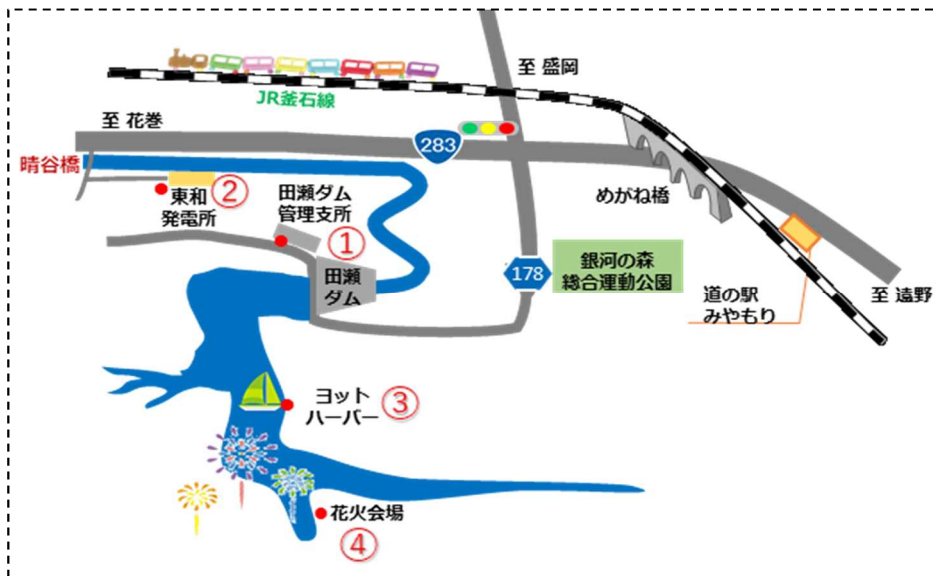 至 盛岡
JR釜石線
至 花巻
283
晴谷橋
東和
発電所
②
田瀬ダム
管理支所
①
めがね橋
田瀬
ダム
178
銀河の森
総合運動公園
道の駅
みやもり
至 遠野
ヨット
ハーバー
③
花火会場
④